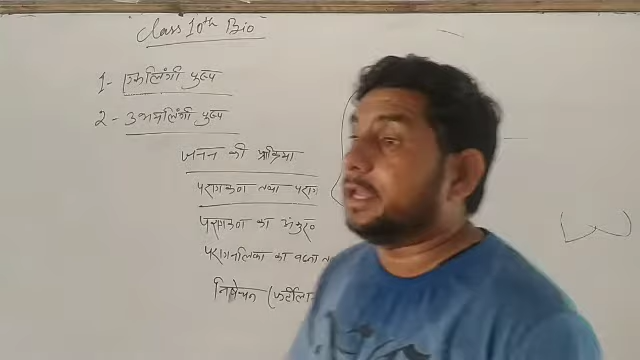 Class 10th Bio
1- एकलिंगी पुष्प
2- उभयलिंगी पुष्प
जनन की प्रक्रिया
परागकण तथा पराग
परागकण का अंकुरण
परागनलिका का
निषेचन (फर्टीला